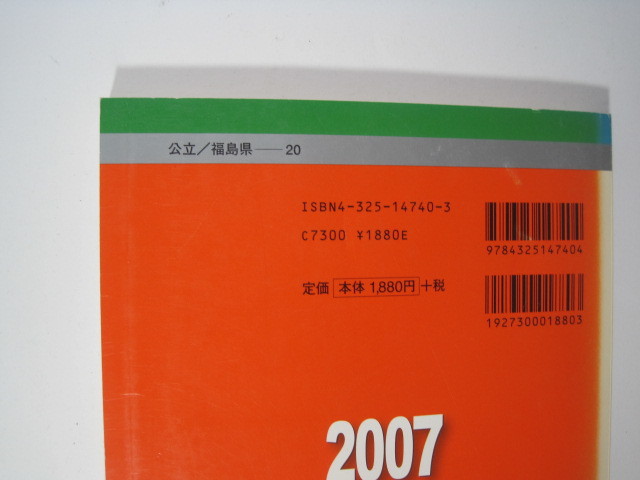 公立／福島県――20
ISBN4-325-14740-3
C7300 ¥1880E
9784325147404
定価 本体 1,880円 +税
1927300018803
2007